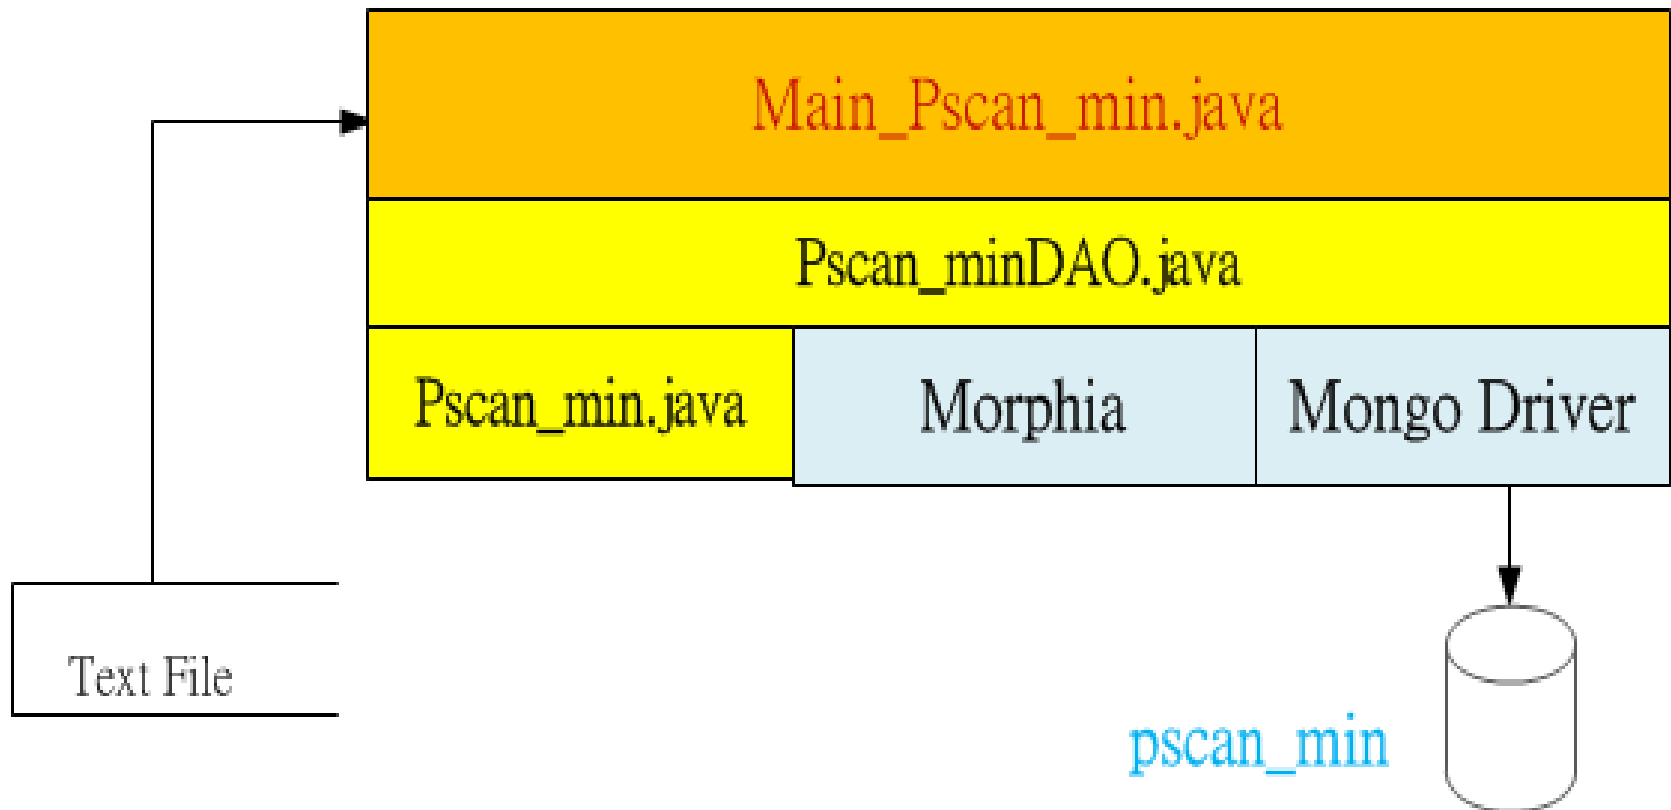 Main_Pscan_min.java
Pscan_minDAO.java
Pscan_min.java
Morphia
Mongo Driver
Text File
pscan_min